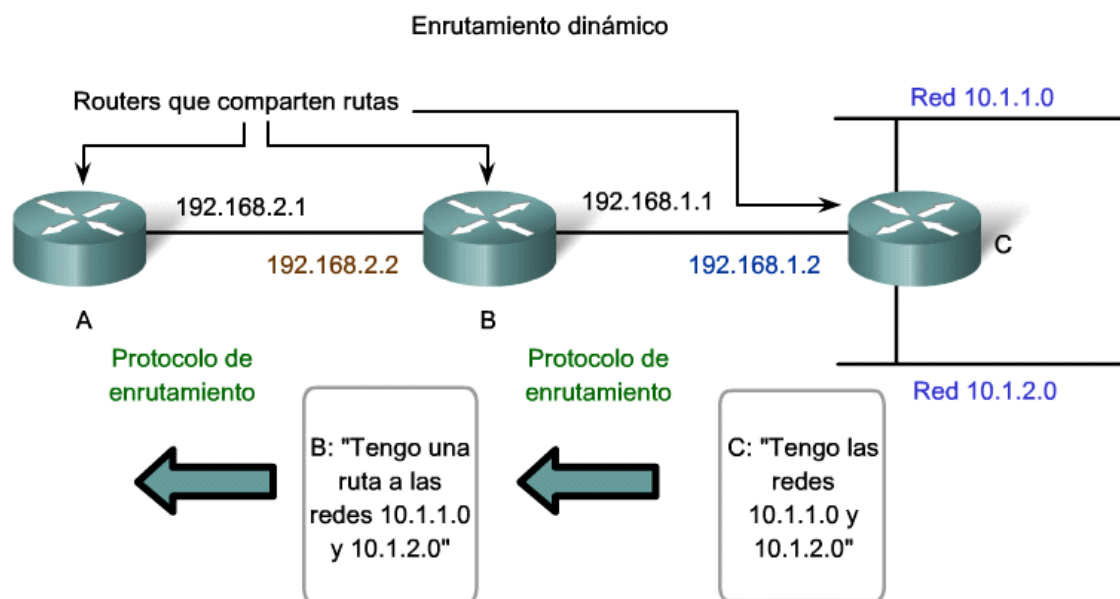 Enrutamiento dinámico
Routers que comparten rutas
Red 10.1.1.0
192.168.2.1
192.168.1.1
192.168.2.2
192.168.1.2
C
A
B
Protocolo de
enrutamiento
Protocolo de
enrutamiento
Red 10.1.2.0
B: "Tengo una
ruta a las
redes 10.1.1.0
y 10.1.2.0"
C: "Tengo las
redes
10.1.1.0 y
10.1.2.0"